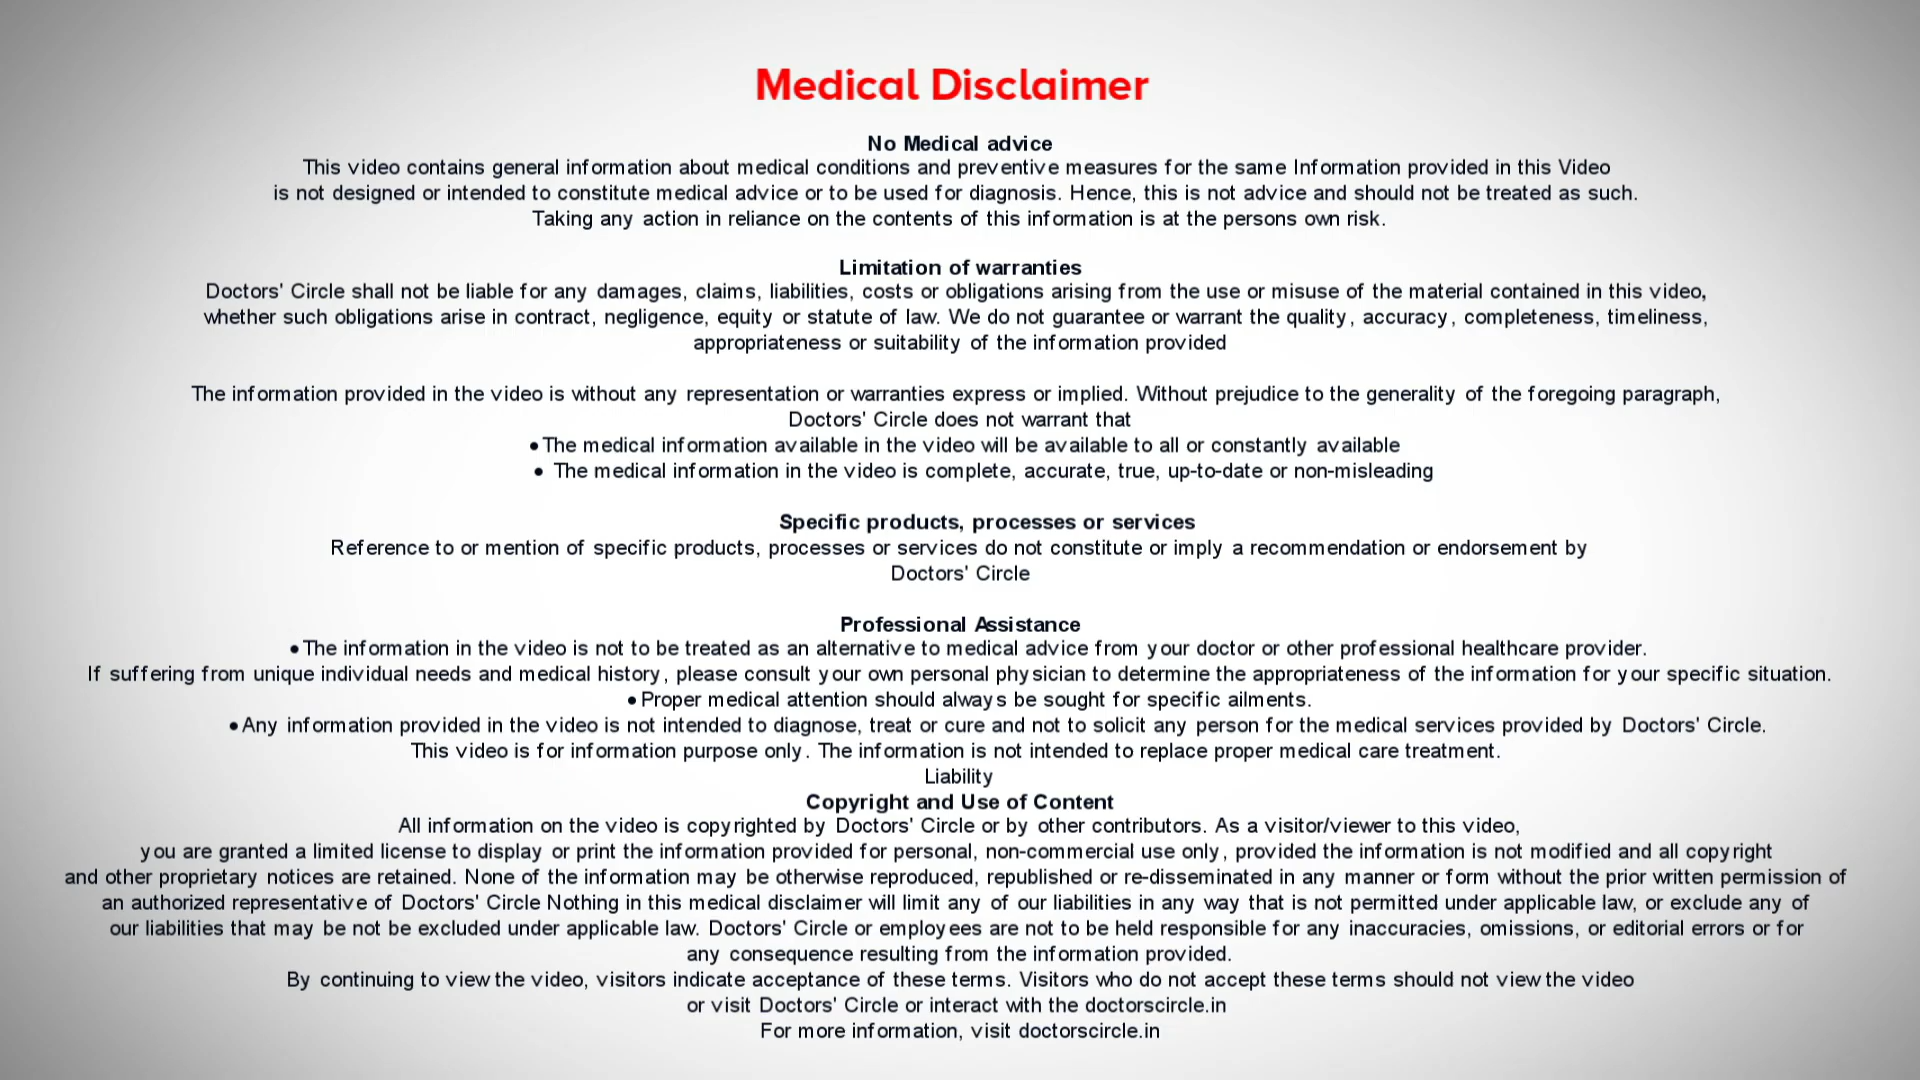 Medical Disclaimer
No Medical advice
This video contains general information about medical conditions and preventive measures for the same Information provided in this Video
is not designed or intended to constitute medical advice or to be used for diagnosis. Hence, this is not advice and should not be treated as such.
Taking any action in reliance on the contents of this information is at the persons own risk.
Limitation of warranties
Doctors' Circle shall not be liable for any damages, claims, liabilities, costs or obligations arising from the use or misuse of the material contained in this video,
whether such obligations arise in contract, negligence, equity or statute of law. We do not guarantee or warrant the quality, accuracy, completeness, timeliness,
appropriateness or suitability of the information provided
The information provided in the video is without any representation or warranties express or implied. Without prejudice to the generality of the foregoing paragraph,
Doctors' Circle does not warrant that
•The medical information available in the video will be available to all or constantly available
• The medical information in the video is complete, accurate, true, up-to-date or non-misleading
Specific products, processes or services
Reference to or mention of specific products, processes or services do not constitute or imply a recommendation or endorsement by
Doctors' Circle
Professional Assistance
•The information in the video is not to be treated as an alternative to medical advice from your doctor or other professional healthcare provider.
If suffering from unique individual needs and medical history, please consult your own personal physician to determine the appropriateness of the information for your specific situation.
•Proper medical attention should always be sought for specific ailments.
•Any information provided in the video is not intended to diagnose, treat or cure and not to solicit any person for the medical services provided by Doctors' Circle.
This video is for information purpose only. The information is not intended to replace proper medical care treatment.
Liability
Copyright and Use of Content
All information on the video is copyrighted by Doctors' Circle or by other contributors. As a visitor/viewer to this video,
you are granted a limited license to display or print the information provided for personal, non-commercial use only, provided the information is not modified and all copyright
and other proprietary notices are retained. None of the information may be otherwise reproduced, republished or re-disseminated in any manner or form without the prior written permission of
an authorized representative of Doctors' Circle Nothing in this medical disclaimer will limit any of our liabilities in any way that is not permitted under applicable law, or exclude any of
our liabilities that may be not be excluded under applicable law. Doctors' Circle or employees are not to be held responsible for any inaccuracies, omissions, or editorial errors or for
any consequence resulting from the information provided.
By continuing to view the video, visitors indicate acceptance of these terms. Visitors who do not accept these terms should not view the video
or visit Doctors' Circle or interact with the doctorscircle.in
For more information, visit doctorscircle.in